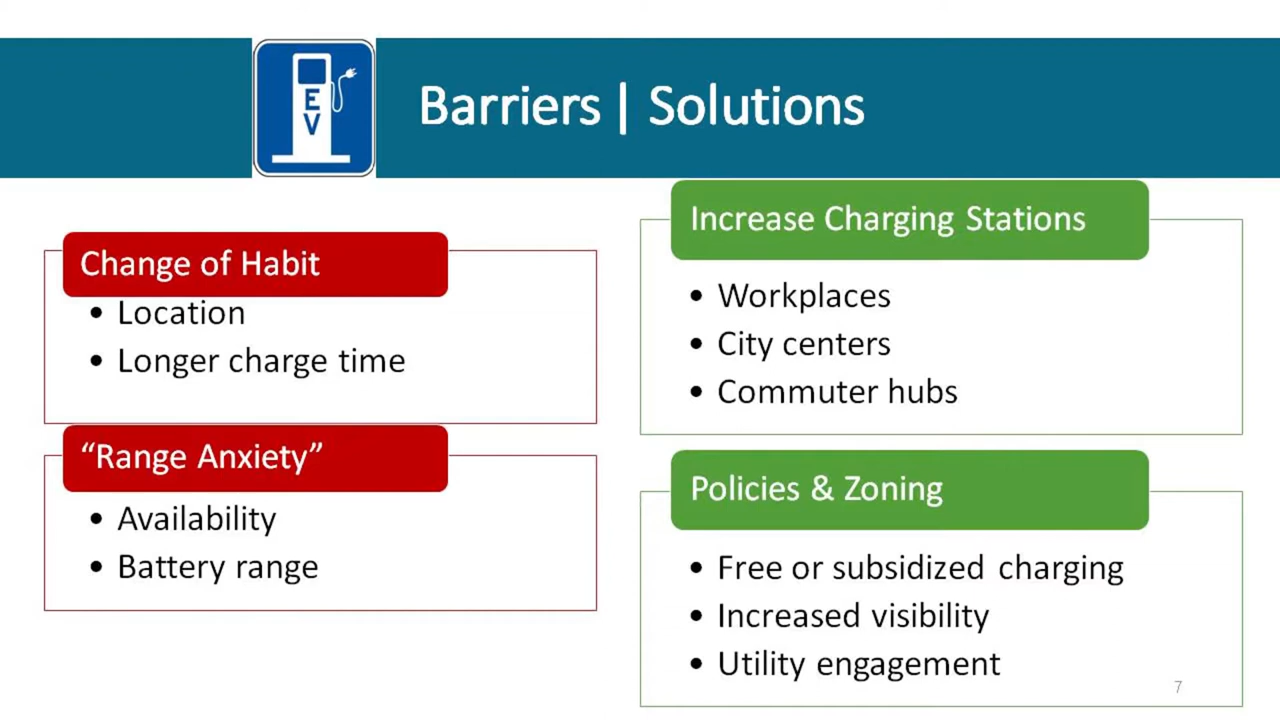 E
V
Barriers | Solutions
Change of Habit
• Location
• Longer charge time
“Range Anxiety”
• Availability
• Battery range
Increase Charging Stations
• Workplaces
• City centers
• Commuter hubs
Policies & Zoning
• Free or subsidized charging
• Increased visibility
• Utility engagement
7